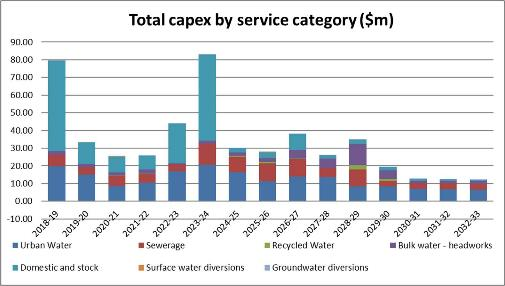 Total capex by service category ($m)
90.00
80.00
70.00
60.00
50.00
40.00
30.00
20.00
10.00
0.00
-10.00
2018-19 2019-20 2020-21 2021-22 2022-23 2023-24 2024-25 2025-26 2026-27 2027-28 2028-29 2029-30 2030-31 2031-32 2032-33
Urban Water Sewerage Recycled Water Bulk water - headworks
Domestic and stock Surface water diversions Groundwater diversions